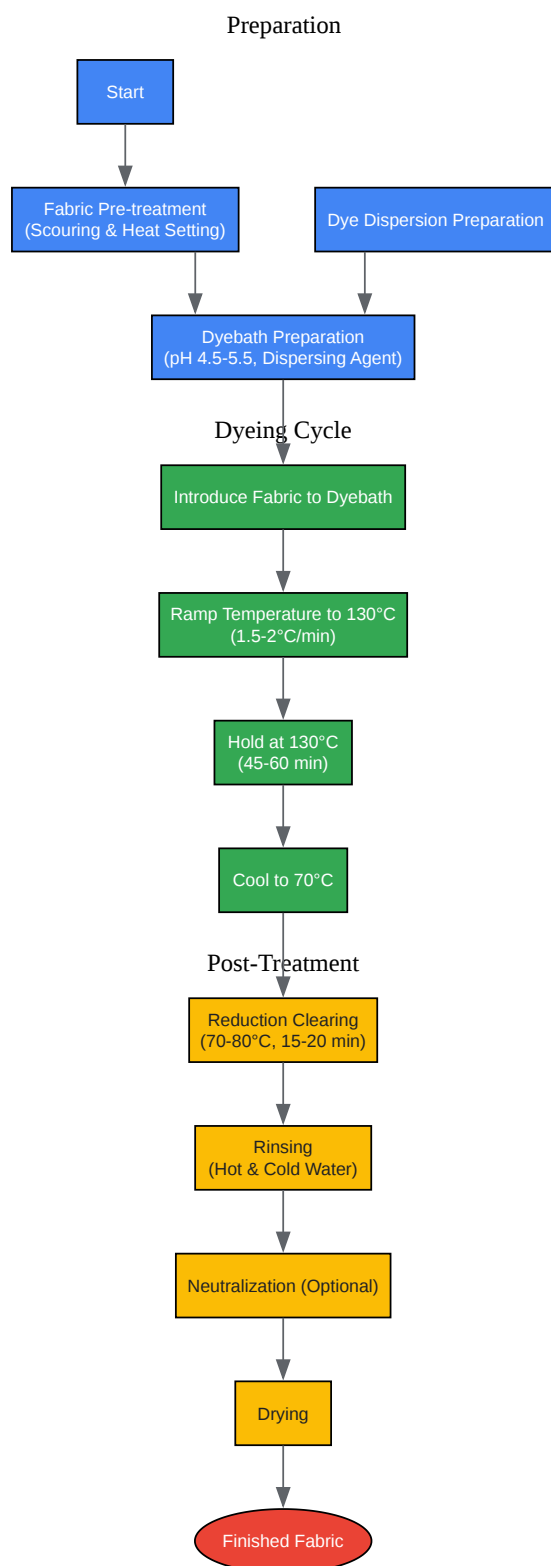 Preparation
Start
Fabric Pre-treatment
(Scouring & Heat Setting)
Dye Dispersion Preparation
Dyebath Preparation
(pH 4.5-5.5, Dispersing Agent)
Dyeing Cycle
Introduce Fabric to Dyebath
Ramp Temperature to 130°C
(1.5-2°C/min)
Hold at 130°C
(45-60 min)
Cool to 70°C
Post-Treatment
Reduction Clearing
(70-80°C, 15-20 min)
Rinsing
(Hot & Cold Water)
Neutralization (Optional)
Drying
Finished Fabric